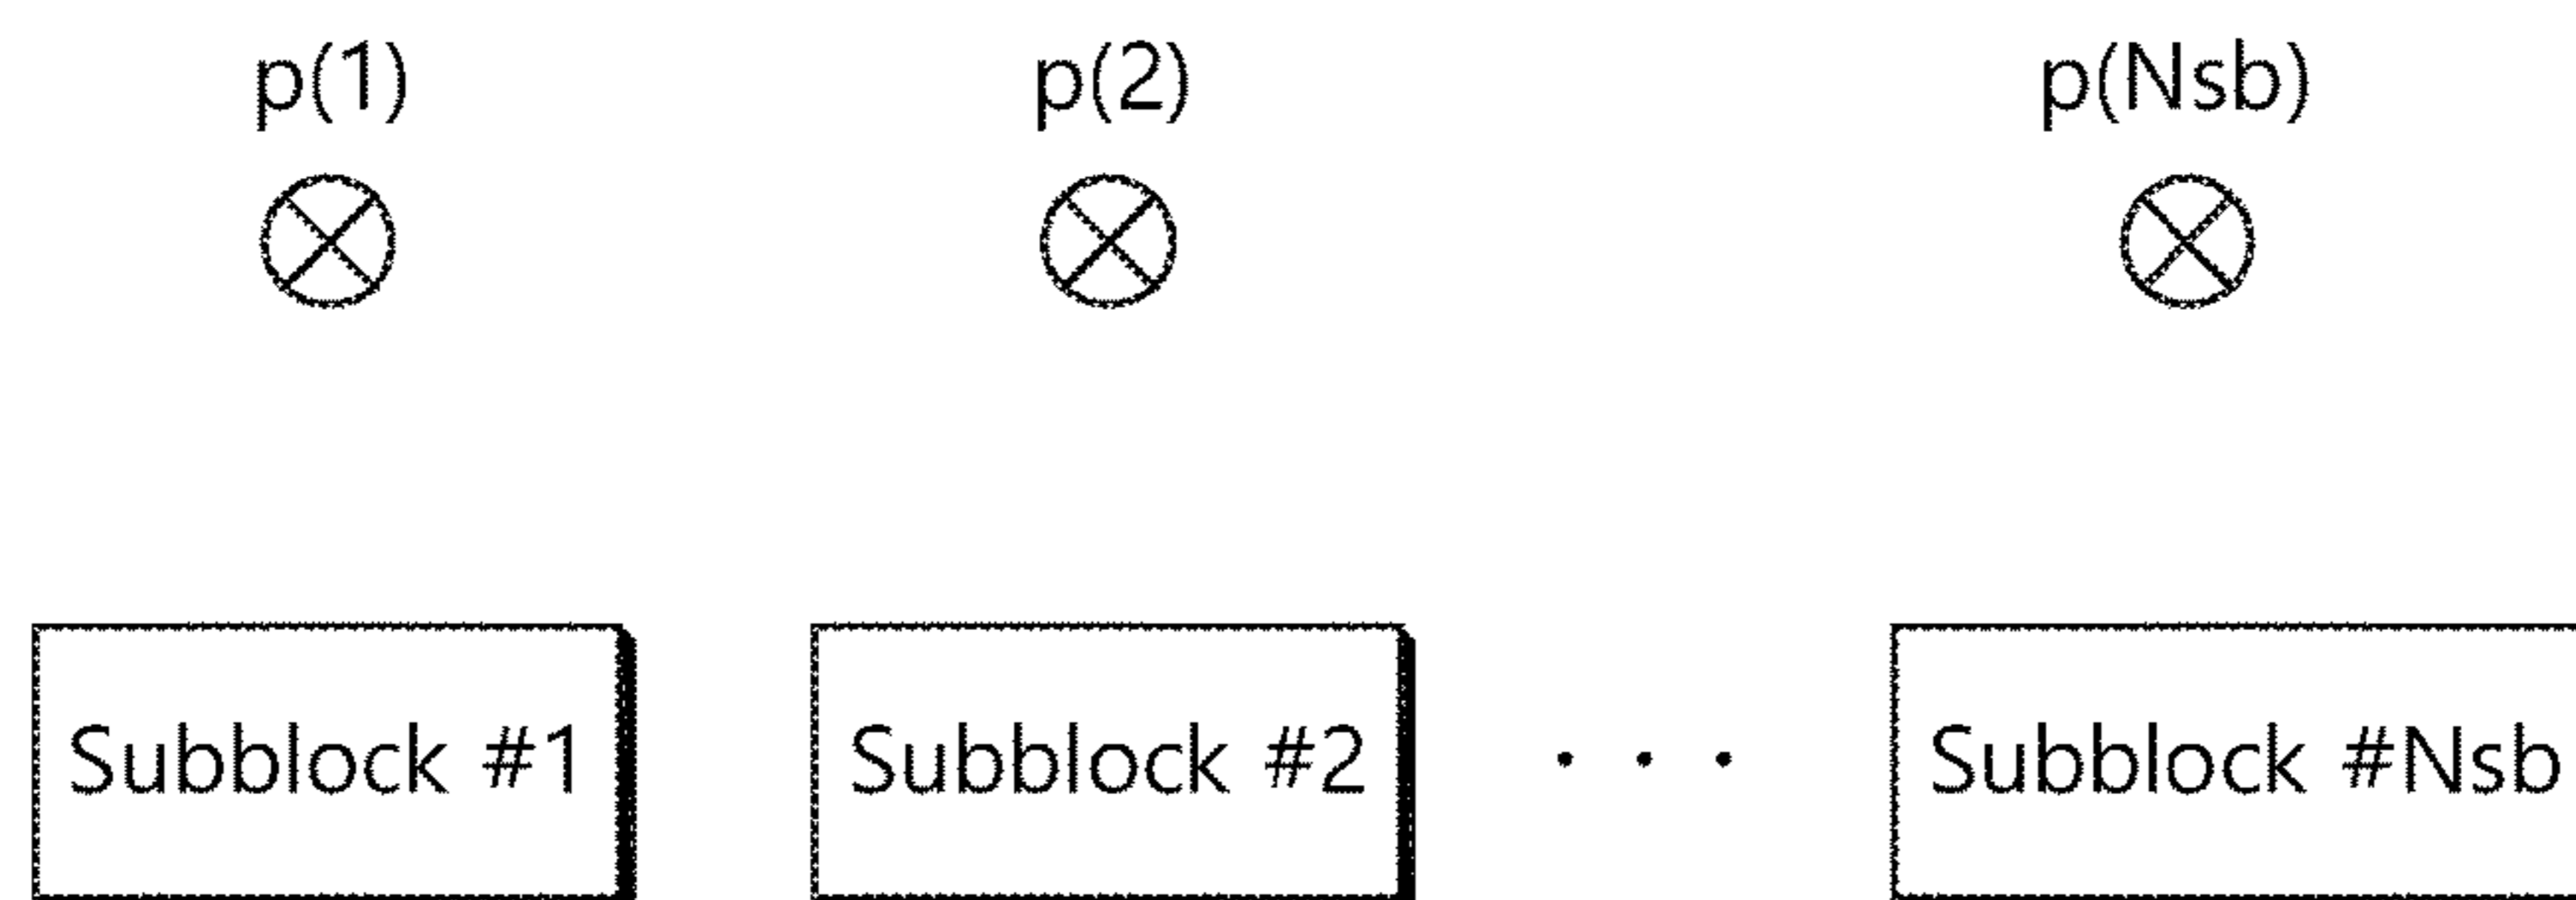 p(1) p(2) p(Nsb)
Subblock #1 Subblock #2 . . . Subblock #Nsb